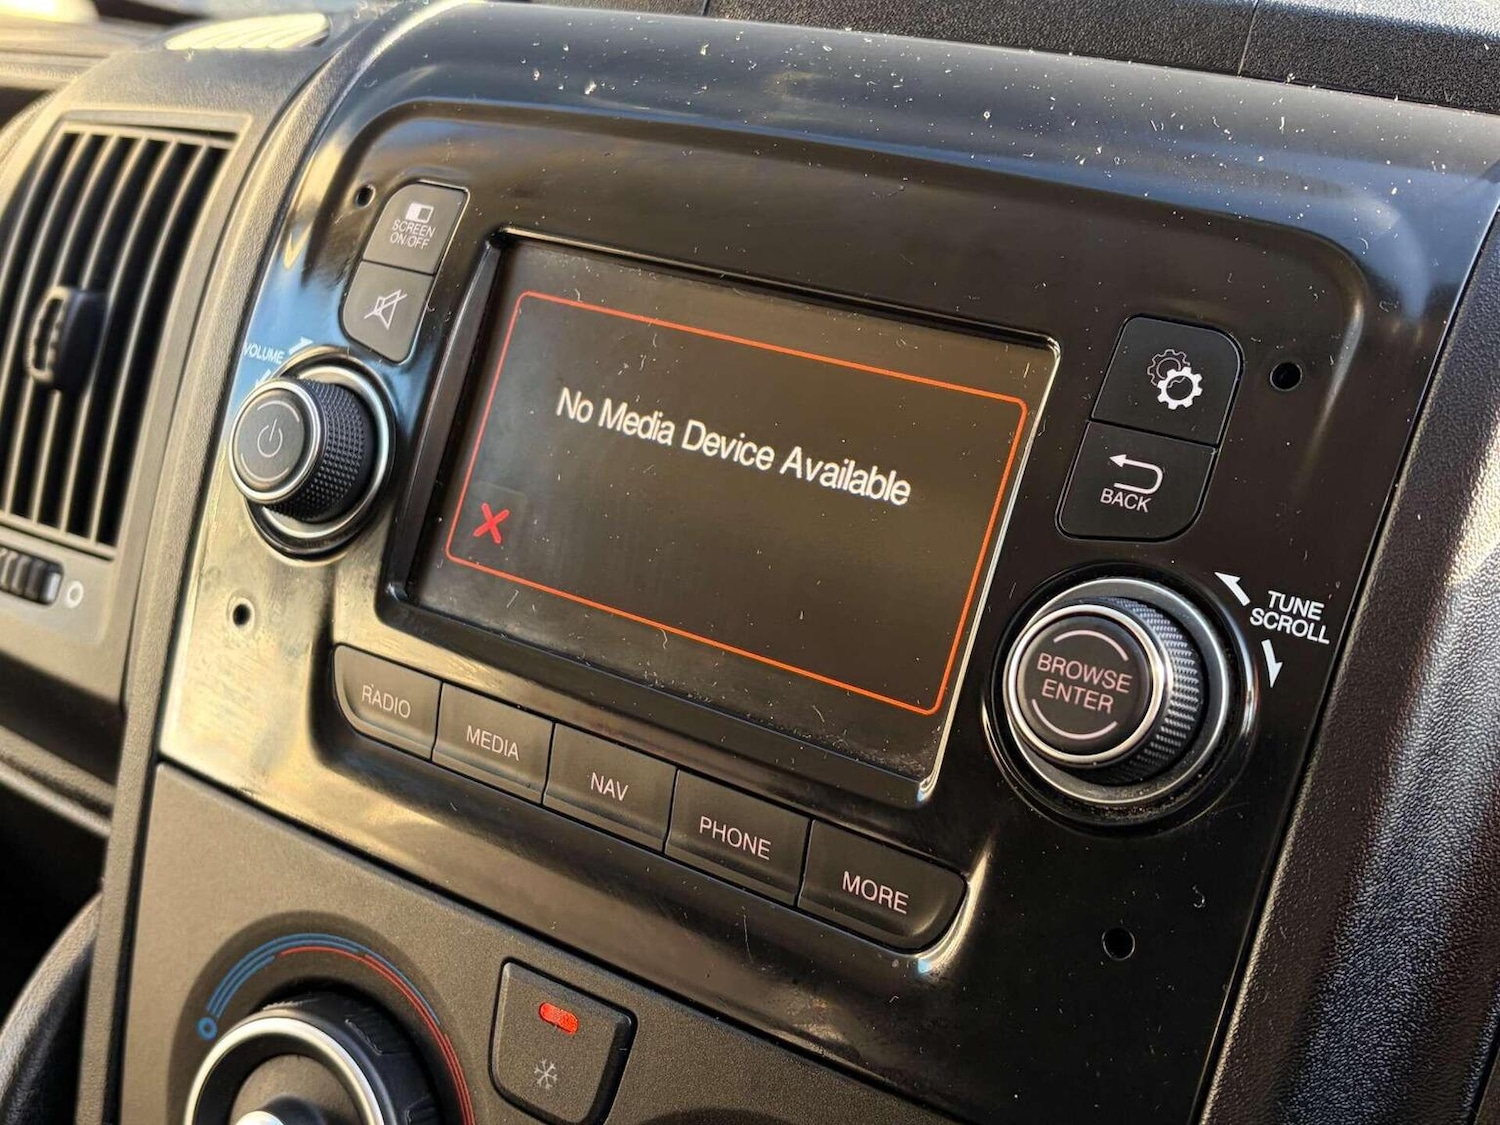 SCREEN
ON/OFF
VOLUME
No Media Device Available
BACK
TUNE
SCROLL
BROWSE
ENTER
RADIO
MEDIA
NAV
PHONE
MORE